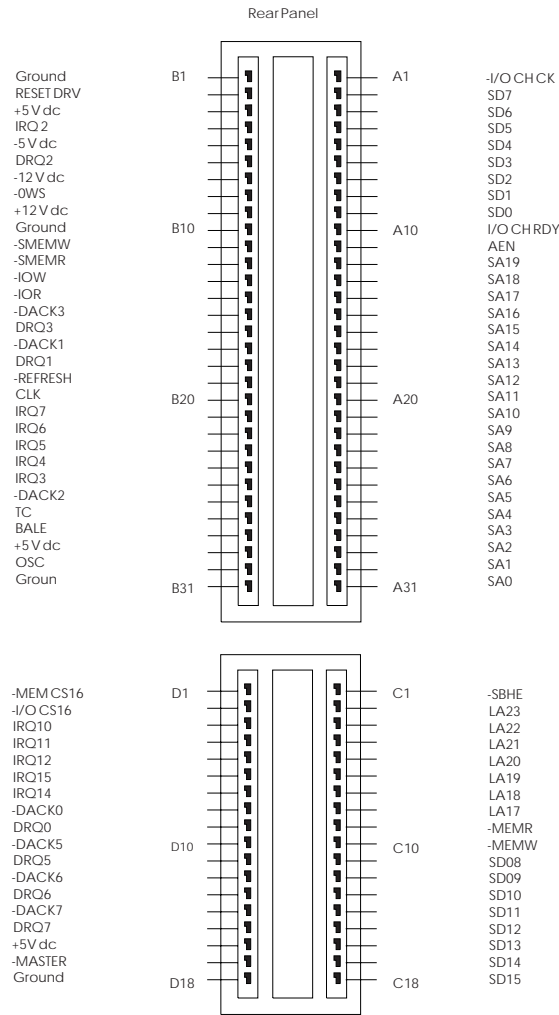 Rear Panel
Ground B1 A1 -I/O CH CK
RESET DRV SD7
+5 V dc SD6
IRQ 2 SD5
-5 V dc SD4
DRQ2 SD3
-12 V dc SD2
-0WS SD1
+12 V dc SD0
Ground B10 A10 I/O CH RDY
-SMEMW AEN
-SMEMR SA19
-IOW SA18
-IOR SA17
-DACK3 SA16
DRQ3 SA15
-DACK1 SA14
DRQ1 SA13
-REFRESH SA12
CLK B20 A20 SA11
IRQ7 SA10
IRQ6 SA9
IRQ5 SA8
IRQ4 SA7
IRQ3 SA6
-DACK2 SA5
TC SA4
BALE SA3
+5 V dc SA2
OSC SA1
Groun B31 A31 SA0
-MEM CS16 D1 C1 -SBHE
-I/O CS16 LA23
IRQ10 LA22
IRQ11 LA21
IRQ12 LA20
IRQ15 LA19
IRQ14 LA18
-DACK0 LA17
DRQ0 -MEMR
-DACK5 D10 C10 -MEMW
DRQ5 SD08
-DACK6 SD09
DRQ6 SD10
-DACK7 SD11
DRQ7 SD12
+5V dc SD13
-MASTER SD14
Ground D18 C18 SD15